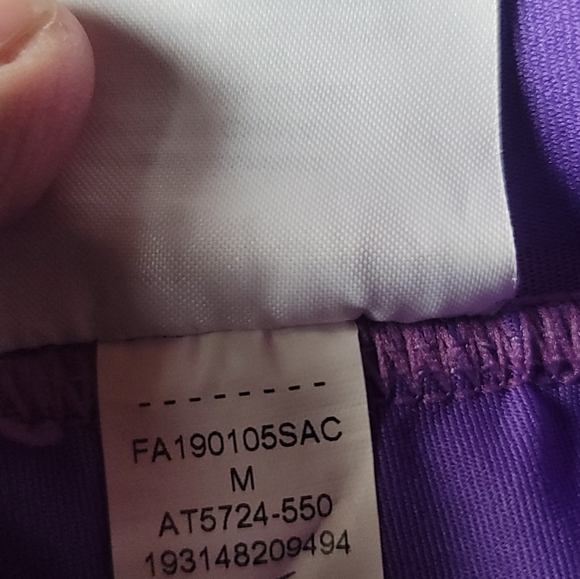 --------
FA190105SAC
M
AT5724-550
193148209494